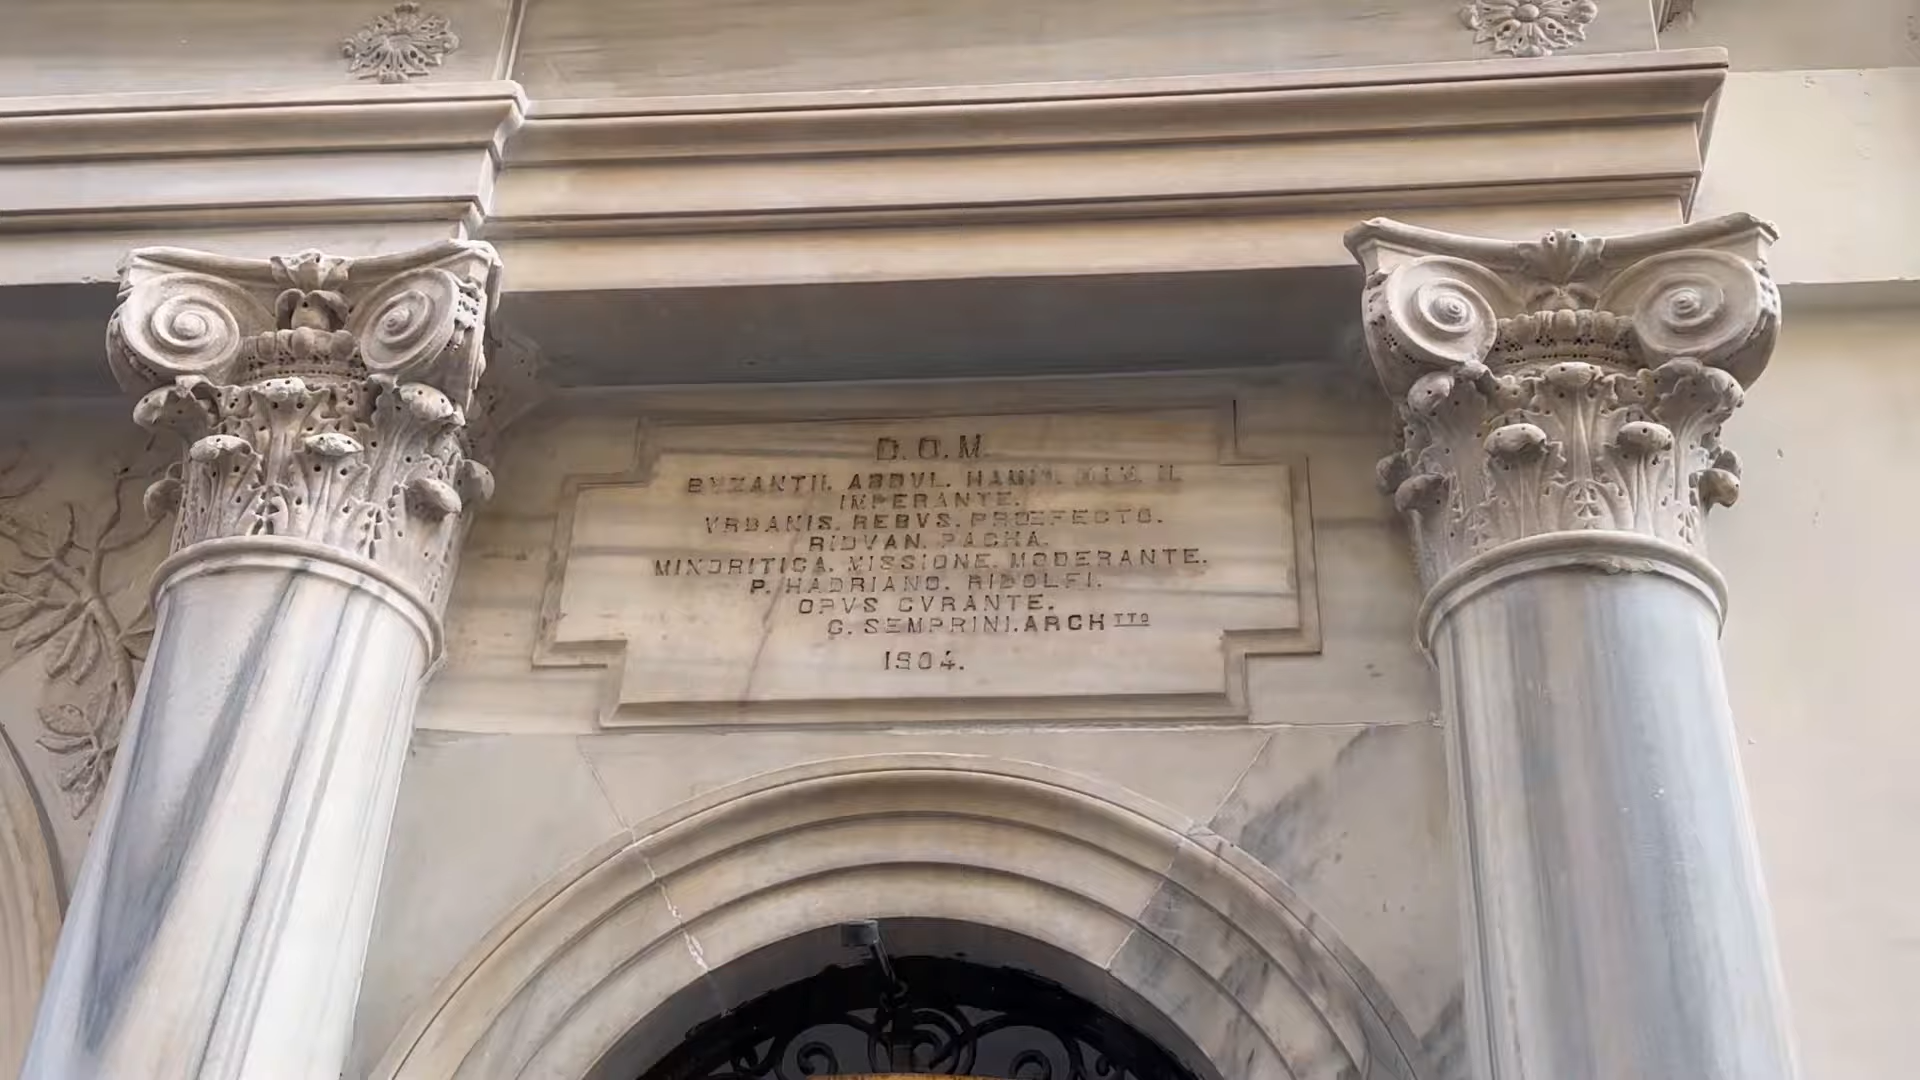 D. O. M.
BYZANTII. ABDVL. HAMID. II.
IMPERANTE.
VRBANIS. REBVS. PRŒFECTO.
RIDVAN. PACHA.
MINORITICA. MISSIONE. MODERANTE.
P. HADRIANO. RIDOLFI.
OPVS CVRANTE.
G. SEMPRINI. ARCHTTO
1904.